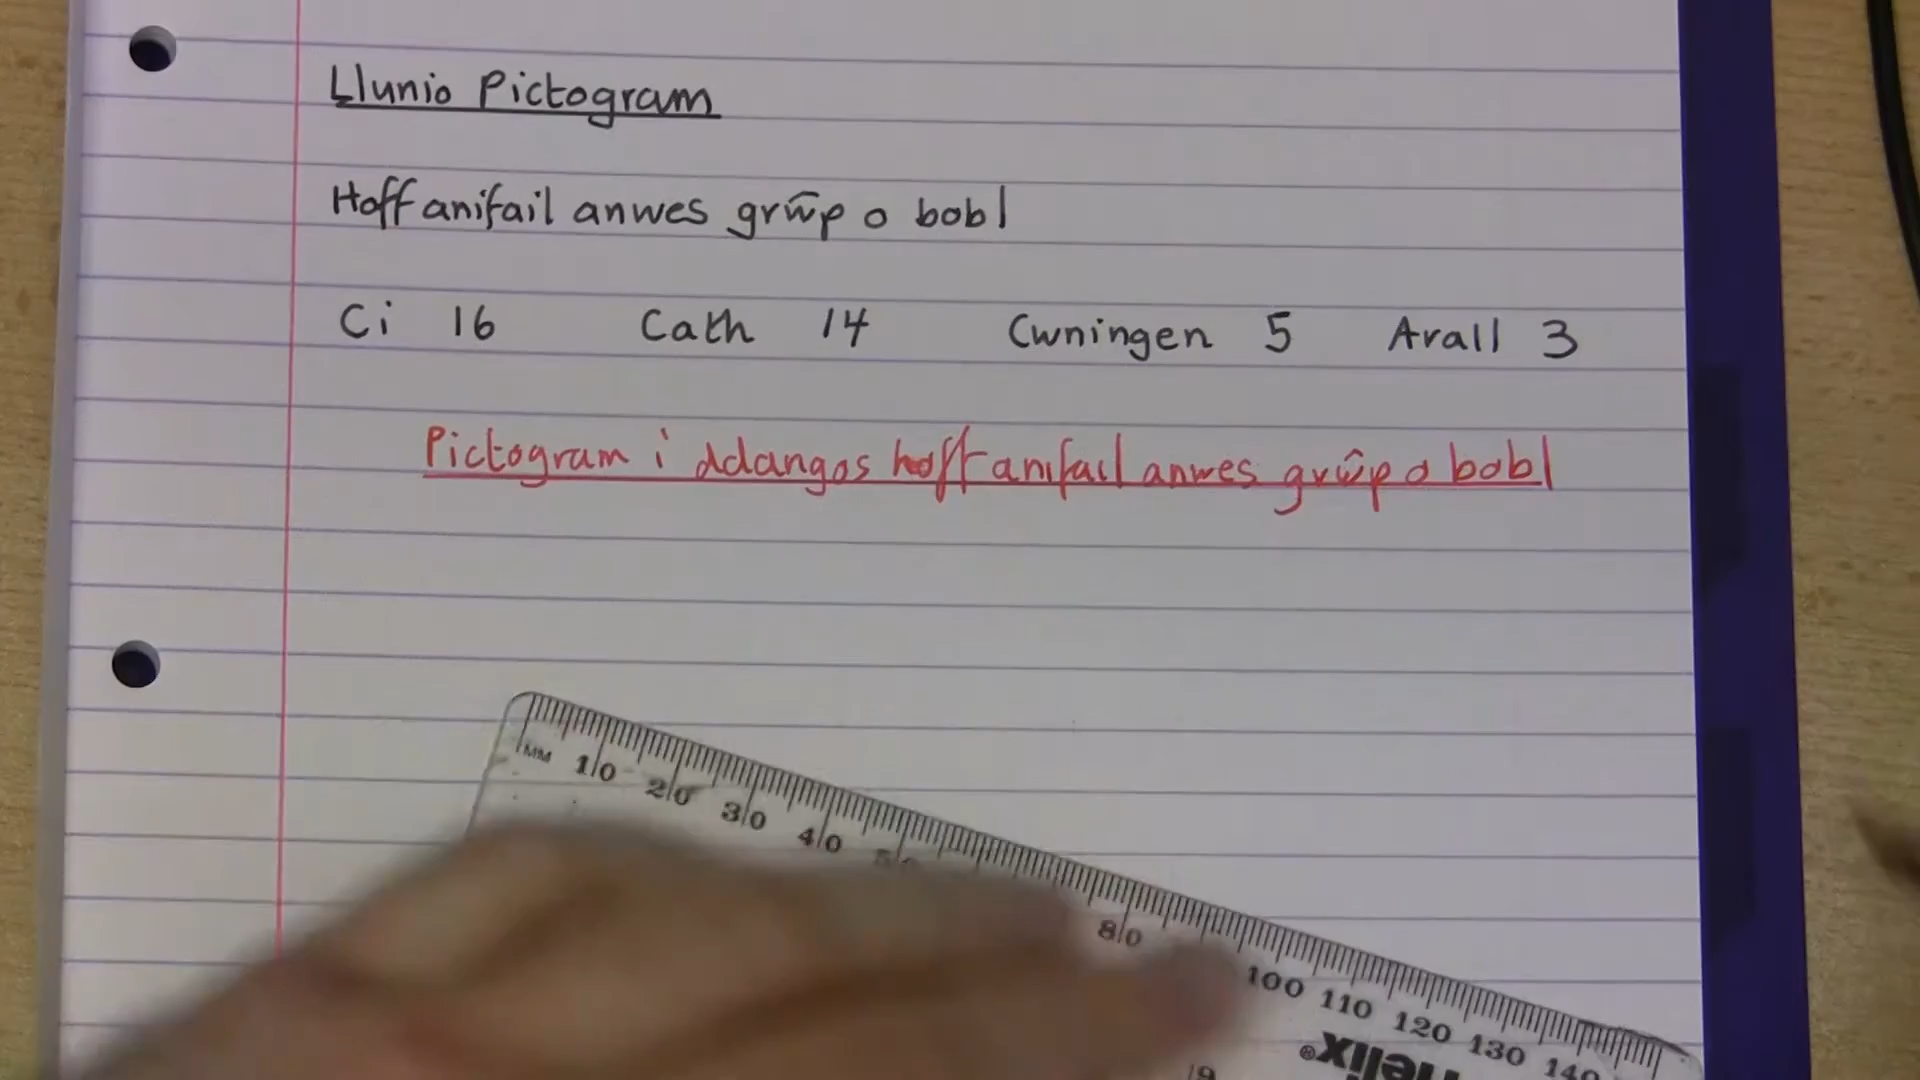 Llunio Pictogram
Hoff anifail anwes grŵp o bobl
Ci 16 Cath 14 Cwningen 5 Arall 3
Pictogram i ddangos hoff anifail anwes grŵp o bobl
MM 10 20 30 40 80 100 110 120 130 140
Helix®